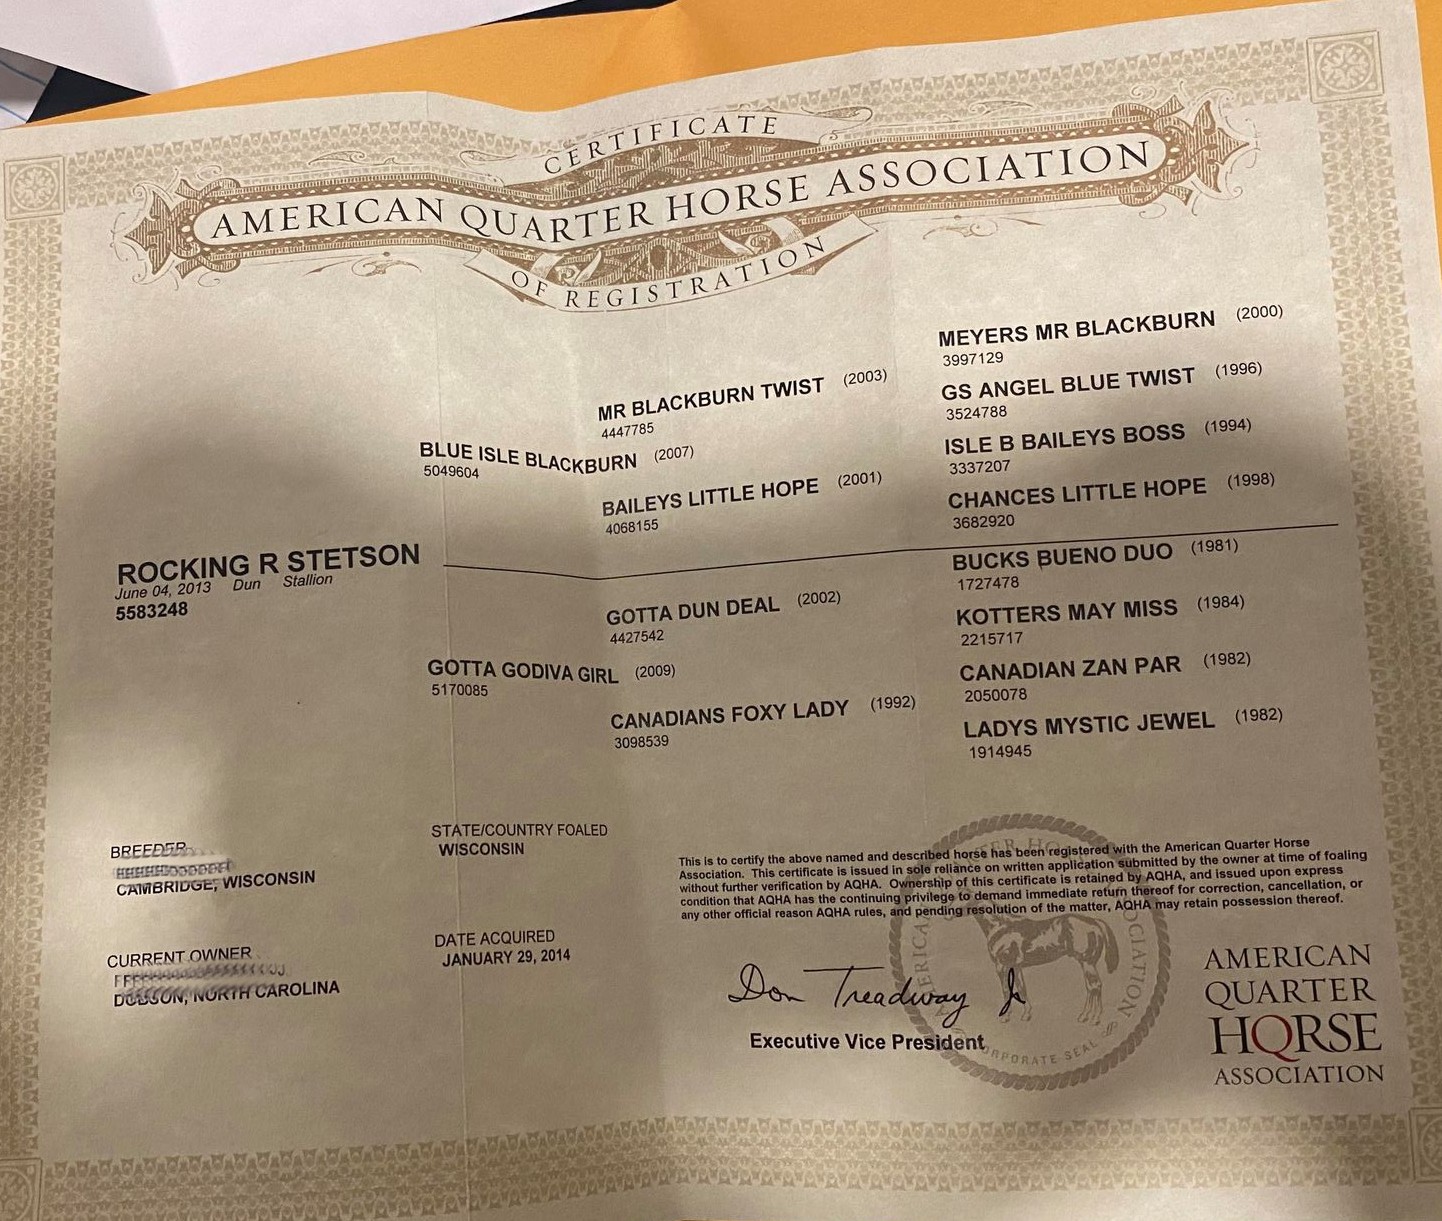 CERTIFICATE
AMERICAN QUARTER HORSE ASSOCIATION
OF REGISTRATION
MEYERS MR BLACKBURN (2000)
3997129
MR BLACKBURN TWIST (2003)
4447785
GS ANGEL BLUE TWIST (1996)
3524788
BLUE ISLE BLACKBURN (2007)
5049604
ISLE B BAILEYS BOSS (1994)
3337207
BAILEYS LITTLE HOPE (2001)
4068155
CHANCES LITTLE HOPE (1998)
3682920
ROCKING R STETSON
June 04, 2013 Dun Stallion
5583248
BUCKS BUENO DUO (1981)
1727478
GOTTA DUN DEAL (2002)
4427542
KOTTERS MAY MISS (1984)
2215717
GOTTA GODIVA GIRL (2009)
5170085
CANADIAN ZAN PAR (1982)
2050078
CANADIANS FOXY LADY (1992)
3098539
LADYS MYSTIC JEWEL (1982)
1914945
BREEDER
CAMBRIDGE, WISCONSIN
STATE/COUNTRY FOALED
WISCONSIN
CURRENT OWNER
DOBSON, NORTH CAROLINA
DATE ACQUIRED
JANUARY 29, 2014
This is to certify the above named and described horse has been registered with the American Quarter Horse
Association. This certificate is issued in sole reliance on written application submitted by the owner at time of foaling
without further verification by AQHA. Ownership of this certificate is retained by AQHA, and issued upon express
condition that AQHA has the continuing privilege to demand immediate return thereof for correction, cancellation, or
any other official reason AQHA rules, and pending resolution of the matter, AQHA may retain possession thereof.
Don Treadway Jr
Executive Vice President
CORPORATE SEAL
AMERICAN
QUARTER
HORSE
ASSOCIATION